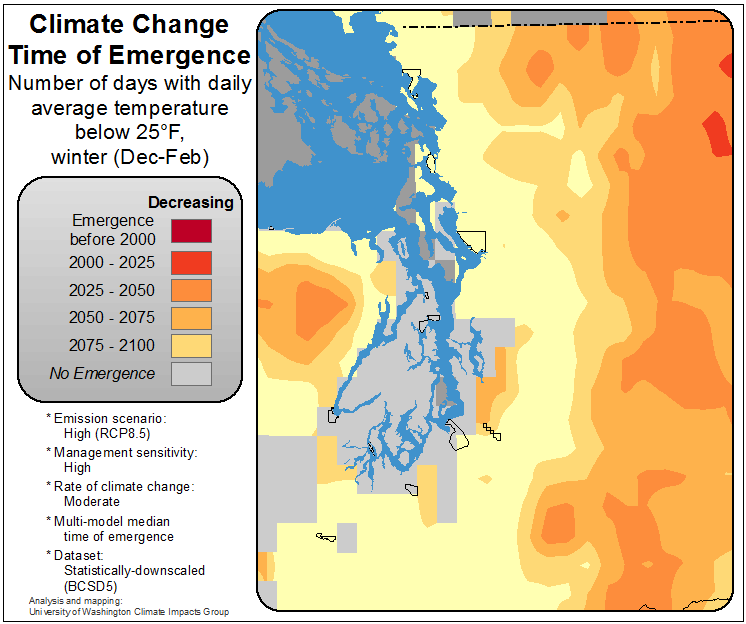 Climate Change
Time of Emergence
Number of days with daily
average temperature
below 25°F,
winter (Dec-Feb)
Decreasing
Emergence
before 2000
2000 - 2025
2025 - 2050
2050 - 2075
2075 - 2100
No Emergence
* Emission scenario:
High (RCP8.5)
* Management sensitivity:
High
* Rate of climate change:
Moderate
* Multi-model median
time of emergence
* Dataset:
Statistically-downscaled
(BCSD5)
Analysis and mapping:
University of Washington Climate Impacts Group